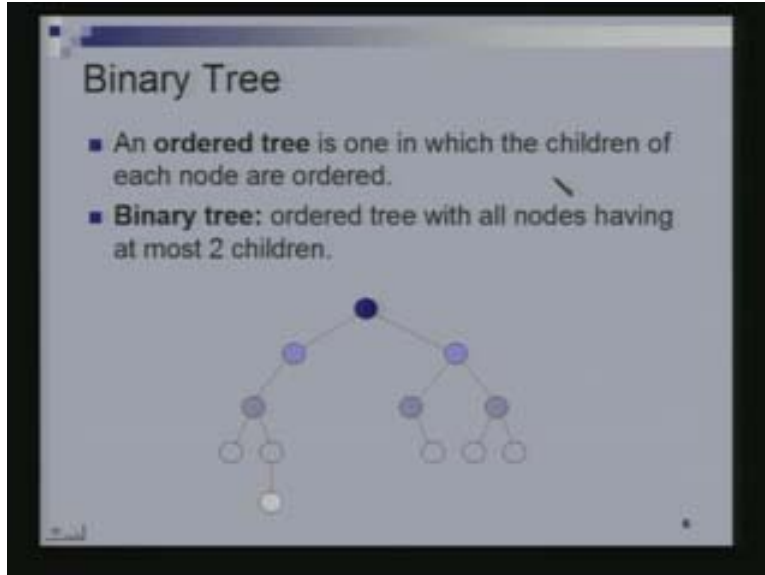 Binary Tree
An ordered tree is one in which the children of
each node are ordered.
Binary tree: ordered tree with all nodes having
at most 2 children.